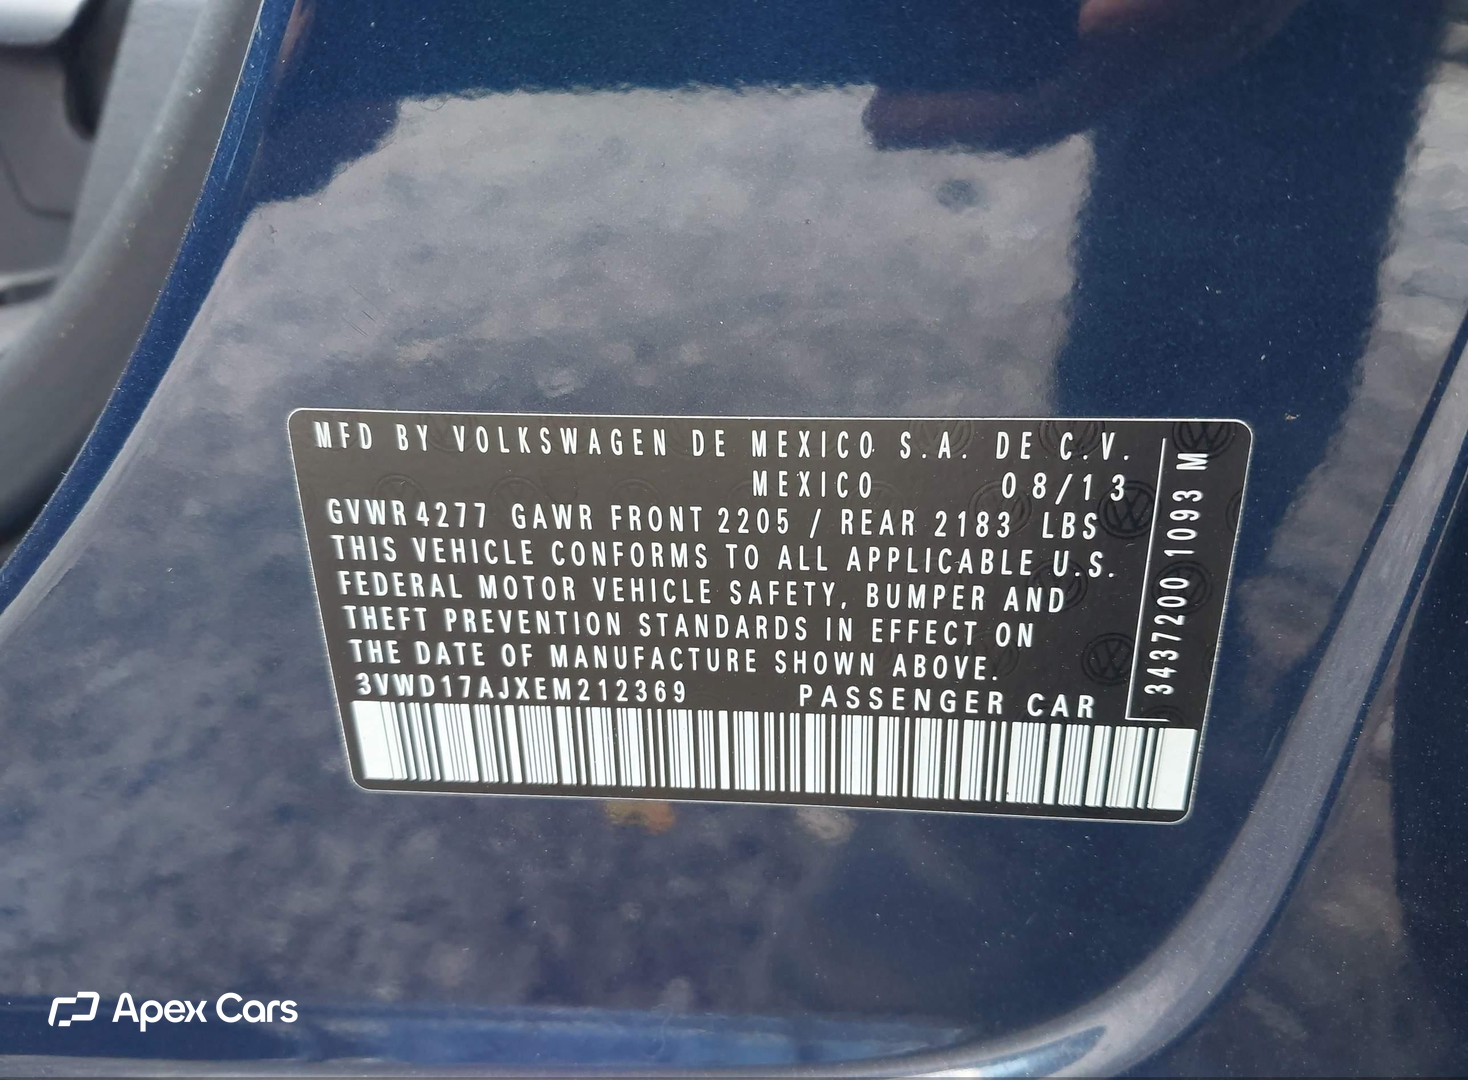 MFD BY VOLKSWAGEN DE MEXICO S.A. DE C.V.
MEXICO 08/13
GVWR 4277 GAWR FRONT 2205 / REAR 2183 LBS
THIS VEHICLE CONFORMS TO ALL APPLICABLE U.S.
FEDERAL MOTOR VEHICLE SAFETY, BUMPER AND
THEFT PREVENTION STANDARDS IN EFFECT ON
THE DATE OF MANUFACTURE SHOWN ABOVE.
3VWD17AJXEM212369 PASSENGER CAR
3437200 1093 M
Apex Cars